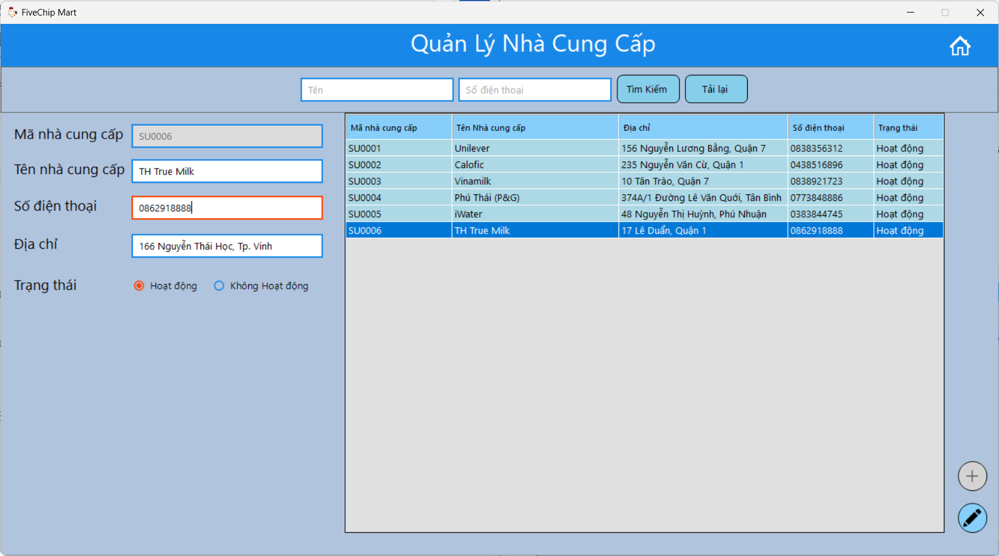 FiveChip Mart
Quản Lý Nhà Cung Cấp
Tên Số điện thoại Tìm Kiếm Tải lại
Mã nhà cung cấp SU0006
Tên nhà cung cấp TH True Milk
Số điện thoại 0862918888
Địa chỉ 166 Nguyễn Thái Học, Tp. Vinh
Trạng thái Hoạt động Không Hoạt động
Mã nhà cung cấp Tên Nhà cung cấp Địa chỉ Số điện thoại Trạng thái
SU0001 Unilever 156 Nguyễn Lương Bằng, Quận 7 0838356312 Hoạt động
SU0002 Calofic 235 Nguyễn Văn Cừ, Quận 1 0438516896 Hoạt động
SU0003 Vinamilk 10 Tân Trào, Quận 7 0838921723 Hoạt động
SU0004 Phú Thái (P&G) 374A/1 Đường Lê Văn Quới, Tân Bình 0773848886 Hoạt động
SU0005 iWater 48 Nguyễn Thị Huỳnh, Phú Nhuận 0383844745 Hoạt động
SU0006 TH True Milk 17 Lê Duẩn, Quận 1 0862918888 Hoạt động